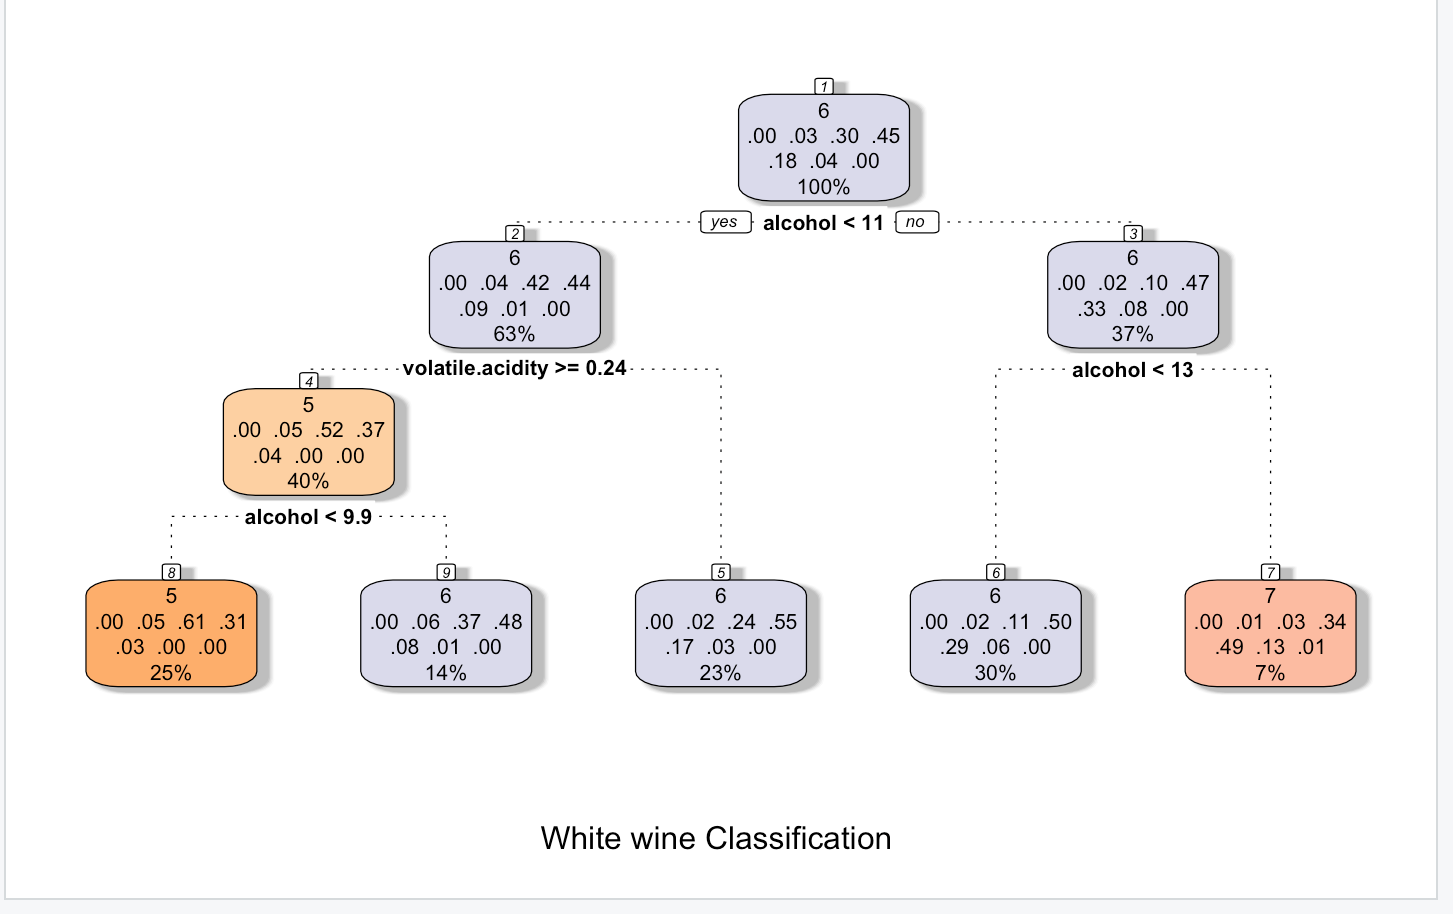 1
6
.00 .03 .30 .45
.18 .04 .00
100%
yes alcohol < 11 no
2
6
.00 .04 .42 .44
.09 .01 .00
63%
3
6
.00 .02 .10 .47
.33 .08 .00
37%
volatile.acidity >= 0.24
alcohol < 13
4
5
.00 .05 .52 .37
.04 .00 .00
40%
alcohol < 9.9
8
5
.00 .05 .61 .31
.03 .00 .00
25%
9
6
.00 .06 .37 .48
.08 .01 .00
14%
5
6
.00 .02 .24 .55
.17 .03 .00
23%
6
6
.00 .02 .11 .50
.29 .06 .00
30%
7
7
.00 .01 .03 .34
.49 .13 .01
7%
White wine Classification